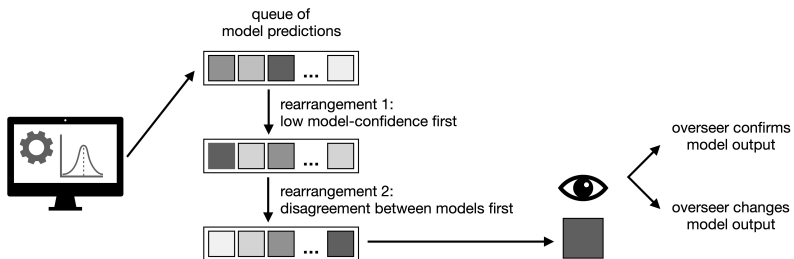 queue of
model predictions
...
rearrangement 1:
low model-confidence first
...
rearrangement 2:
disagreement between models first
...
overseer confirms
model output
overseer changes
model output